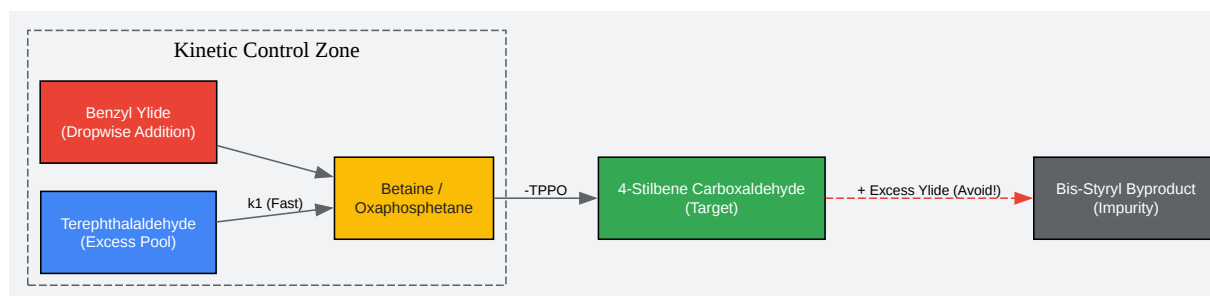 Kinetic Control Zone
Benzyl Ylide
(Dropwise Addition)
Terephthalaldehyde
(Excess Pool)
k1 (Fast)
Betaine /
Oxaphosphetane
-TPPO
4-Stilbene Carboxaldehyde
(Target)
+ Excess Ylide (Avoid!)
Bis-Styryl Byproduct
(Impurity)